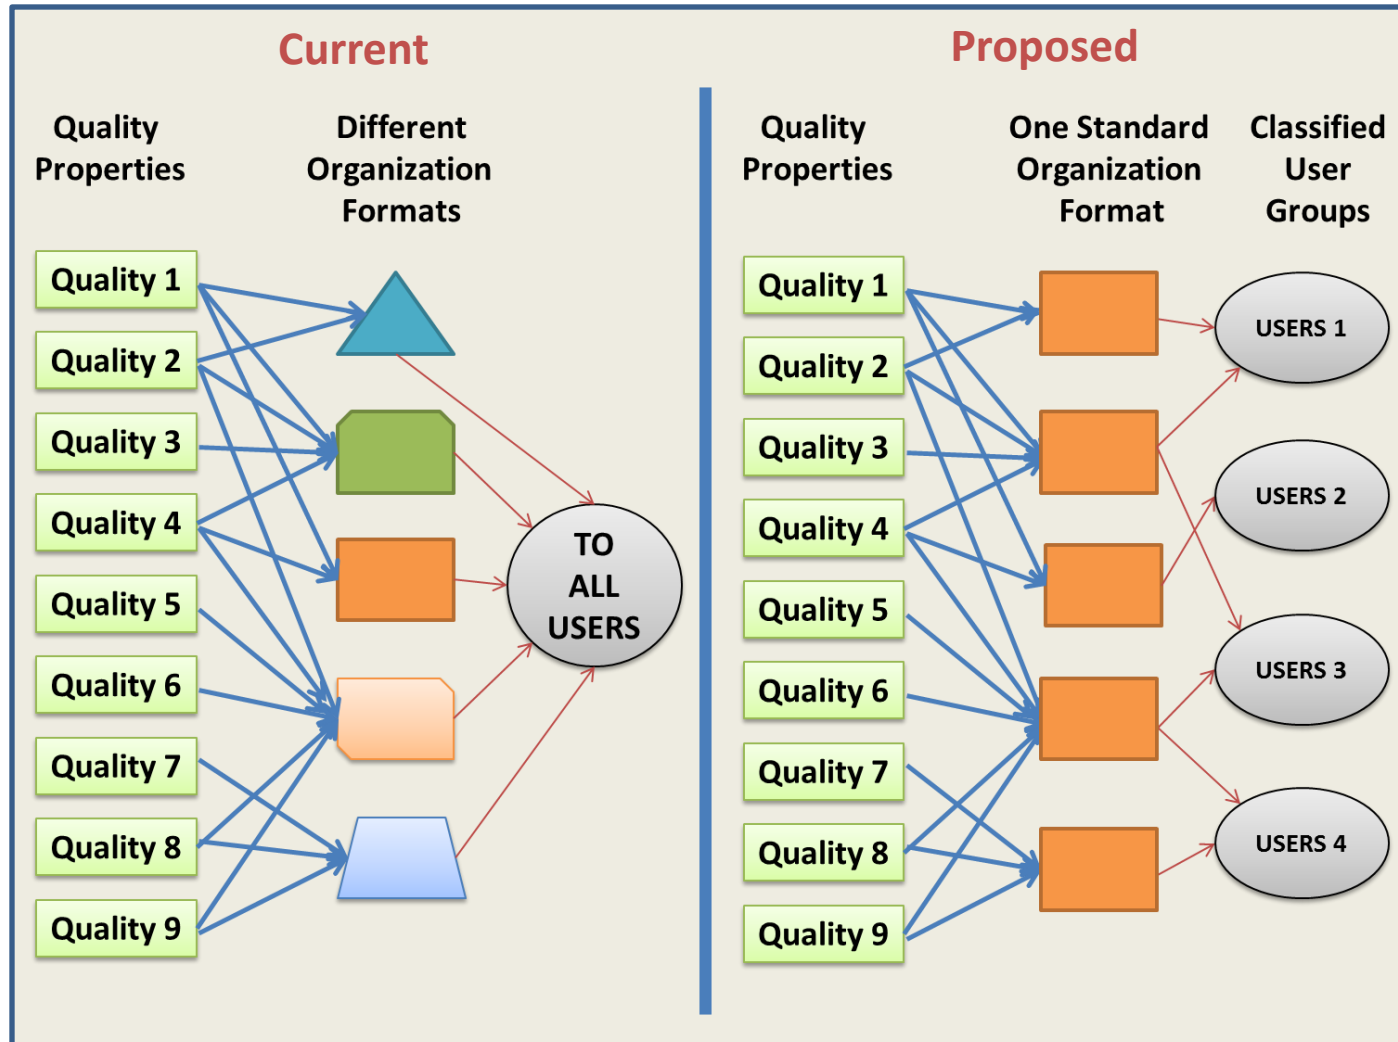 Current
Quality
Properties
Different
Organization
Formats
Quality 1
Quality 2
Quality 3
Quality 4
Quality 5
Quality 6
Quality 7
Quality 8
Quality 9
TO
ALL
USERS
Proposed
Quality
Properties
One Standard
Organization
Format
Classified
User
Groups
Quality 1
Quality 2
Quality 3
Quality 4
Quality 5
Quality 6
Quality 7
Quality 8
Quality 9
USERS 1
USERS 2
USERS 3
USERS 4